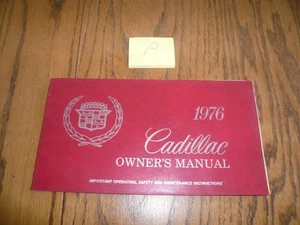 A
1976
Cadillac
OWNER'S MANUAL
IMPORTANT OPERATING, SAFETY AND MAINTENANCE INSTRUCTIONS